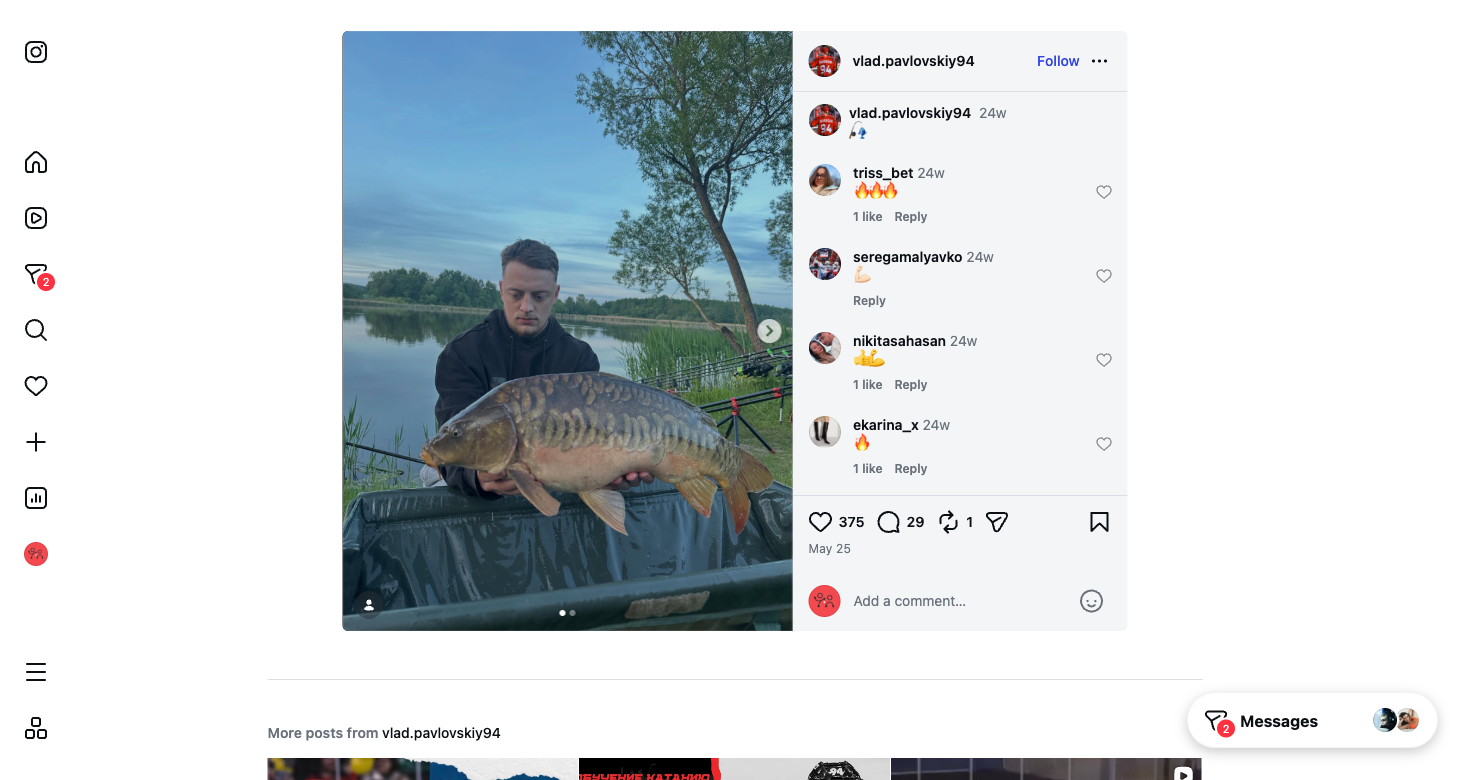 vlad.pavlovskiy94
Follow
vlad.pavlovskiy94 24w
🎣
triss_bet 24w
🔥🔥🔥
1 like Reply
seregamalyavko 24w
💪🏻
Reply
nikitasahasan 24w
👍💪
1 like Reply
ekarina_x 24w
🔥
1 like Reply
375 29 1
May 25
Add a comment...
2
More posts from vlad.pavlovskiy94
94
2 Messages